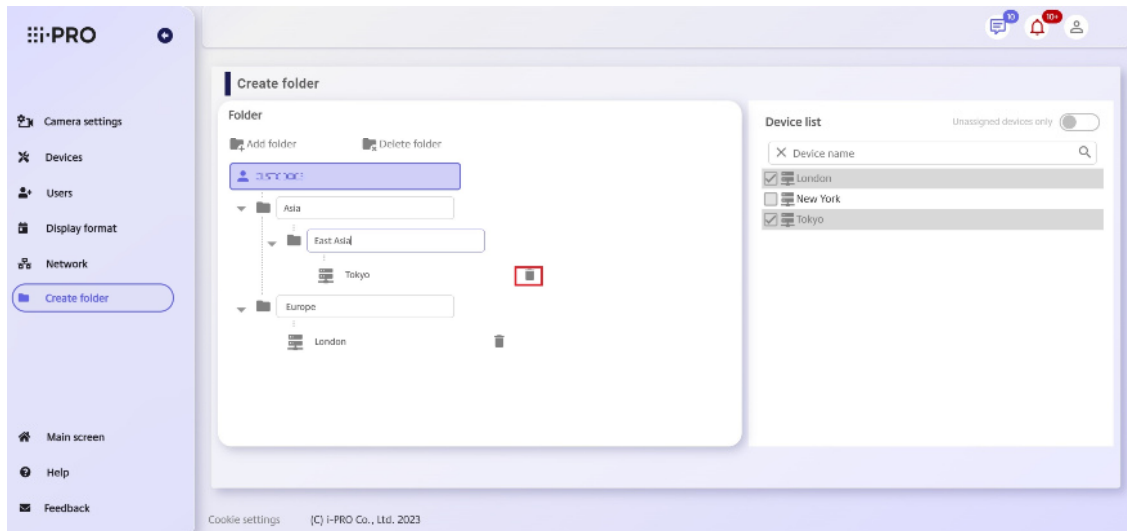 i-PRO
10
10+
Create folder
Camera settings
Devices
Users
Display format
Network
Create folder
Main screen
Help
Feedback
Folder
Add folder
Delete folder
Asia
East Asia
Tokyo
Europe
London
Device list
Unassigned devices only
Device name
London
New York
Tokyo
Cookie settings
(C) i-PRO Co., Ltd. 2023